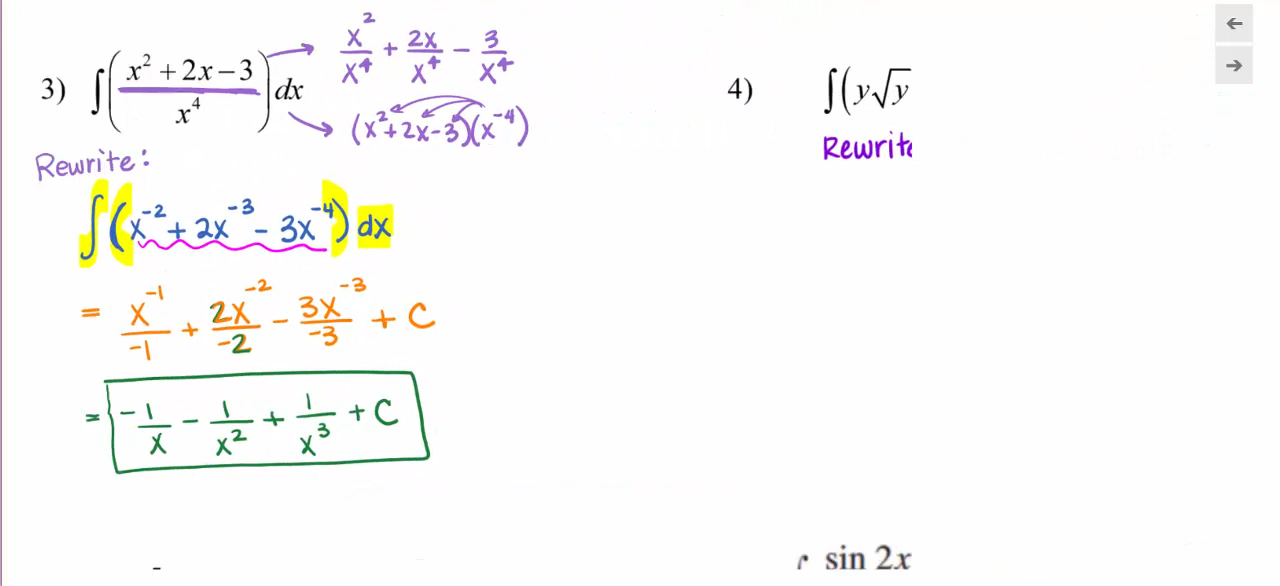 3) ∫((x² + 2x − 3)/x⁴) dx → x²/x⁴ + 2x/x⁴ − 3/x⁴
→ (x² + 2x − 3)(x⁻⁴)
Rewrite:
∫(x⁻² + 2x⁻³ − 3x⁻⁴) dx
= x⁻¹/−1 + 2x⁻²/−2 − 3x⁻³/−3 + C
= −1/x − 1/x² + 1/x³ + C
4) ∫(y√y
Rewrite
sin 2x